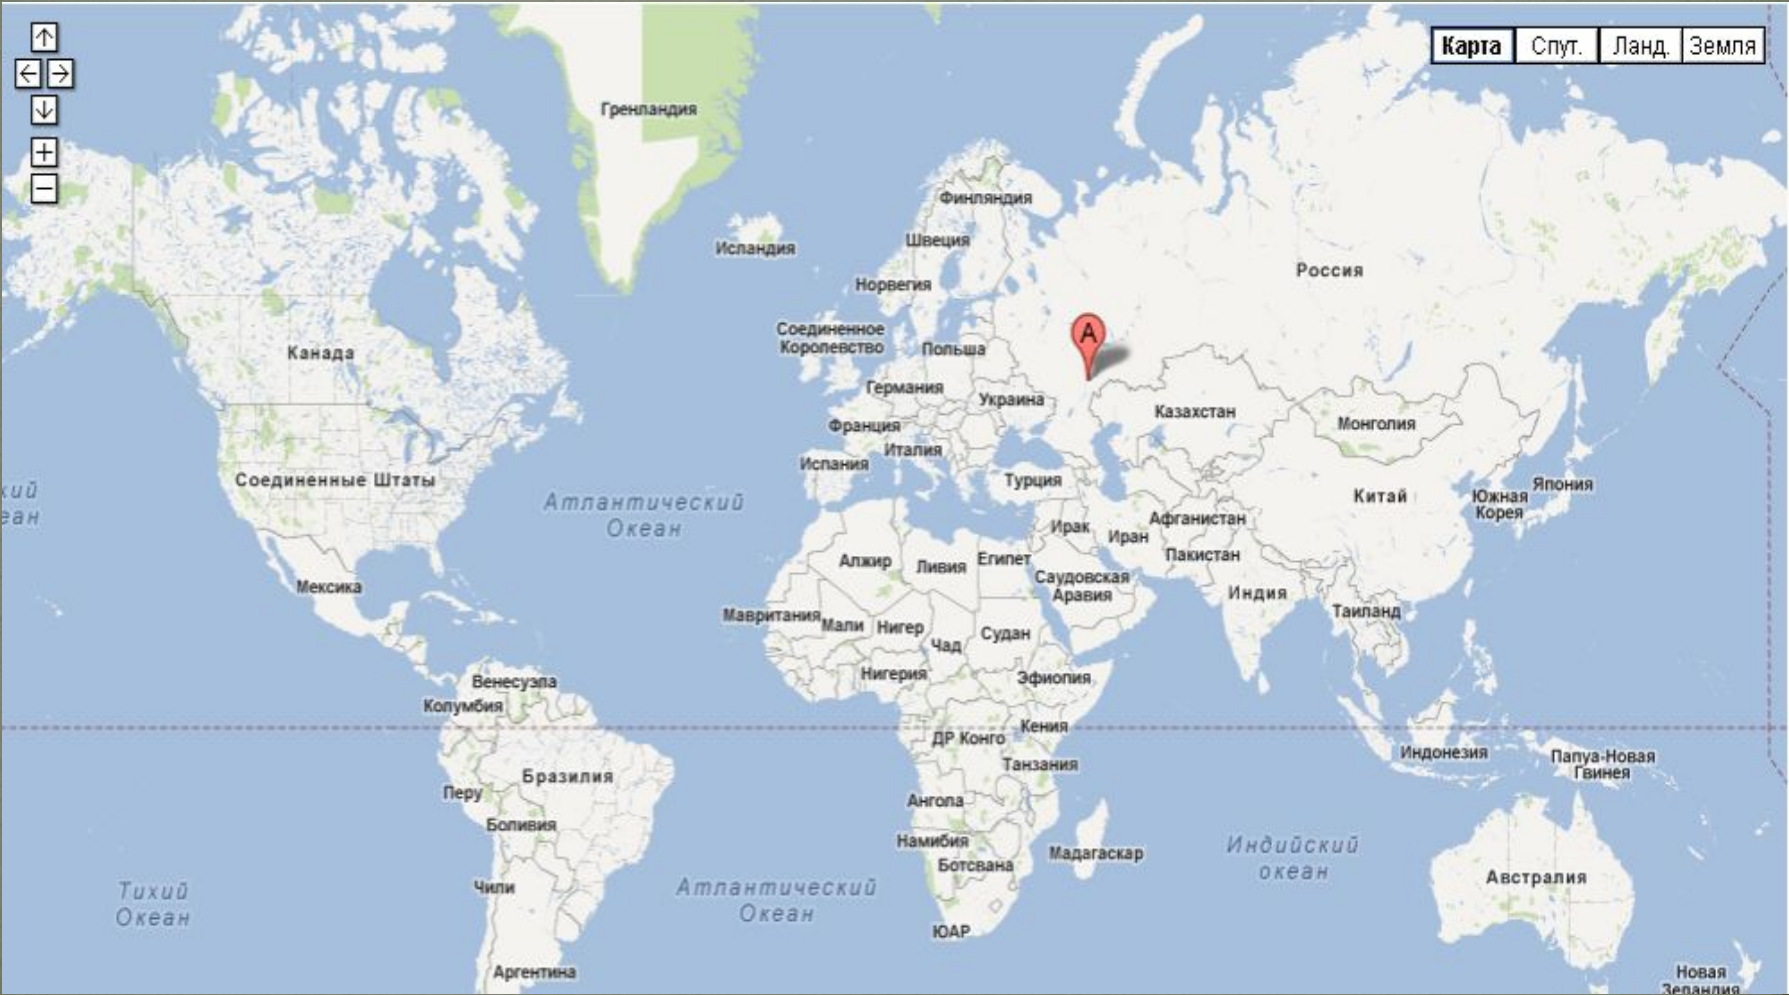 Карта
Спут.
Ланд.
Земля
Гренландия
Финляндия
Исландия
Швеция
Россия
Норвегия
A
Соединенное
Королевство
Польша
Канада
Германия
Украина
Казахстан
Монголия
Франция
Италия
Испания
Соединенные Штаты
Турция
Китай
Япония
Южная
Корея
Атлантический
Океан
Афганистан
Ирак
Иран
Пакистан
Алжир
Ливия
Египет
Саудовская
Аравия
Мексика
Индия
Таиланд
Мавритания
Мали
Нигер
Судан
Чад
Нигерия
Эфиопия
Венесуэла
Колумбия
Кения
ДР Конго
Индонезия
Папуа-Новая
Гвинея
Танзания
Бразилия
Перу
Ангола
Боливия
Намибия
Мадагаскар
Ботсвана
Индийский
океан
Австралия
Чили
Тихий
Океан
Атлантический
Океан
ЮАР
Аргентина
Новая
Зеландия